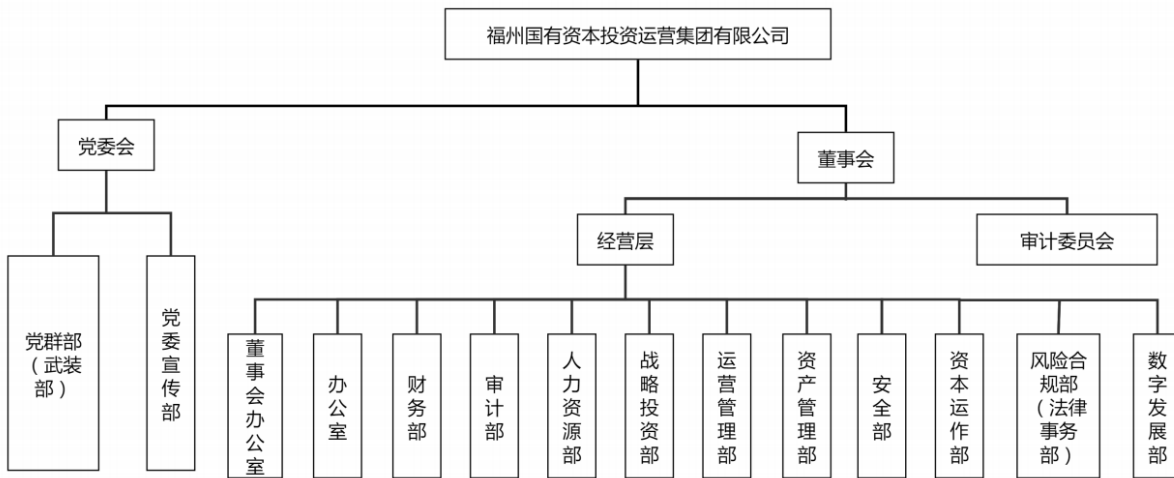 福州国有资本投资运营集团有限公司
党委会
董事会
经营层
审计委员会
党群部
（武装
部）
党委宣传部
董事会办公室
办公室
财务部
审计部
人力资源部
战略投资部
运营管理部
资产管理部
安全部
资本运作部
风险合
规部
（法律
事务
部）
数字发展部